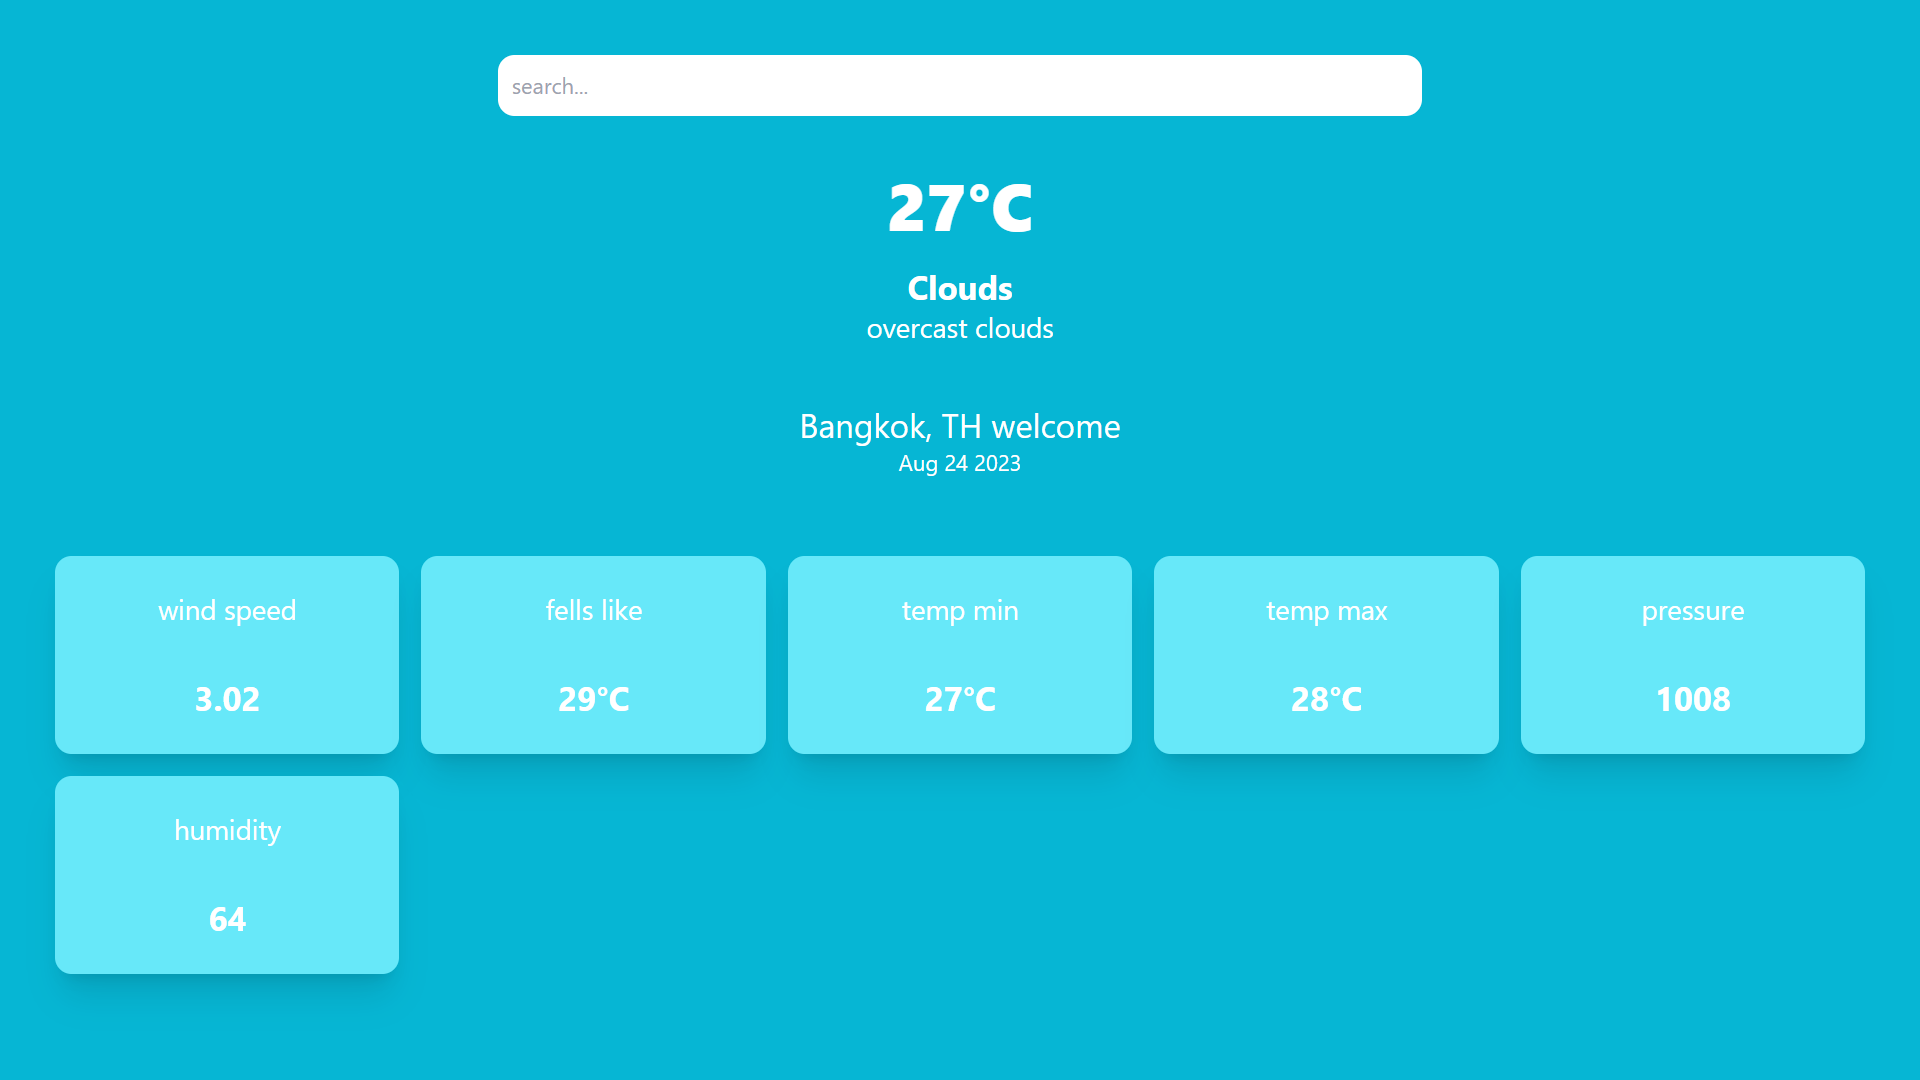 search...
27°C
Clouds
overcast clouds
Bangkok, TH welcome
Aug 24 2023
wind speed
3.02
fells like
29°C
temp min
27°C
temp max
28°C
pressure
1008
humidity
64